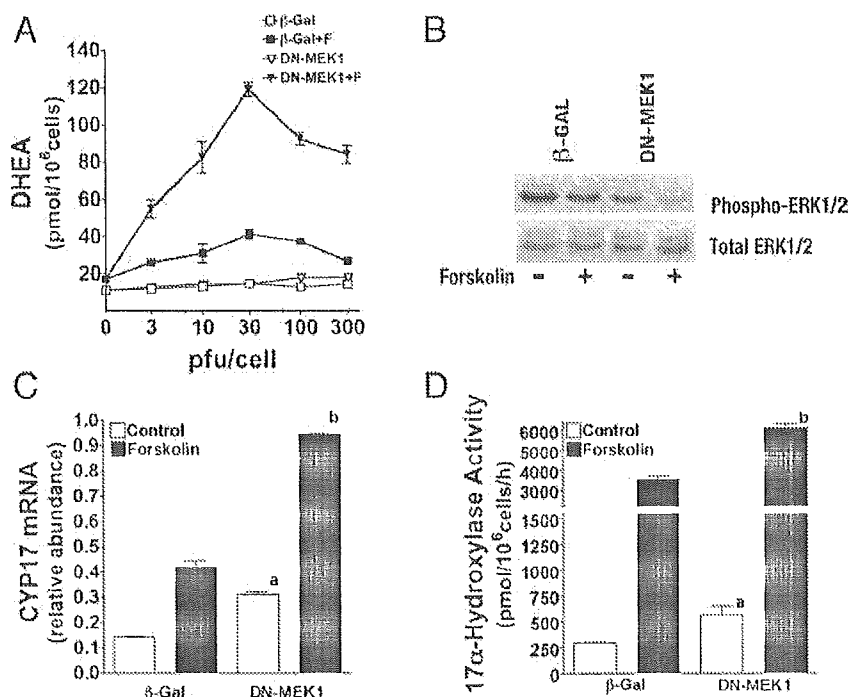 A
β-Gal
β-Gal+F
DN-MEK1
DN-MEK1+F
140
120
100
80
60
40
20
DHEA
(pmol/10⁶cells)
0 3 10 30 100 300
pfu/cell
B
β-GAL
DN-MEK1
Phospho-ERK1/2
Total ERK1/2
Forskolin - + - +
C
Control
Forskolin
1.0
0.9
0.8
0.7
0.6
0.5
0.4
0.3
0.2
0.1
0.0
CYP17 mRNA
(relative abundance)
a
b
β-Gal DN-MEK1
D
Control
Forskolin
6000
5000
4000
3000
1500
1250
1000
750
500
250
0
17α-Hydroxylase Activity
(pmol/10⁶cells/h)
a
b
β-Gal DN-MEK1